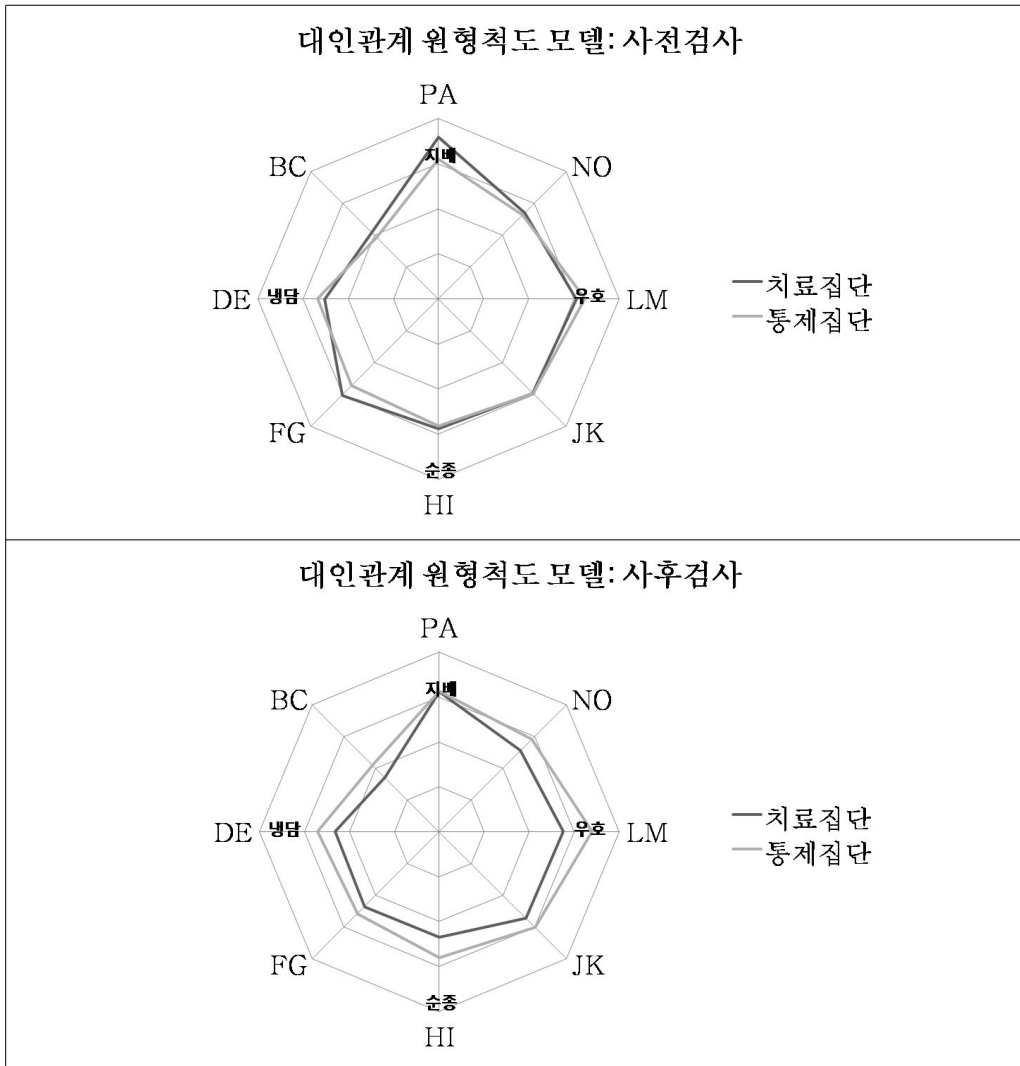 대인관계 원형척도 모델: 사전검사
PA
지배
BC
NO
DE
냉담
우호
LM
치료집단
통제집단
FG
JK
순종
HI
대인관계 원형척도 모델: 사후검사
PA
지배
BC
NO
DE
냉담
우호
LM
치료집단
통제집단
FG
JK
순종
HI